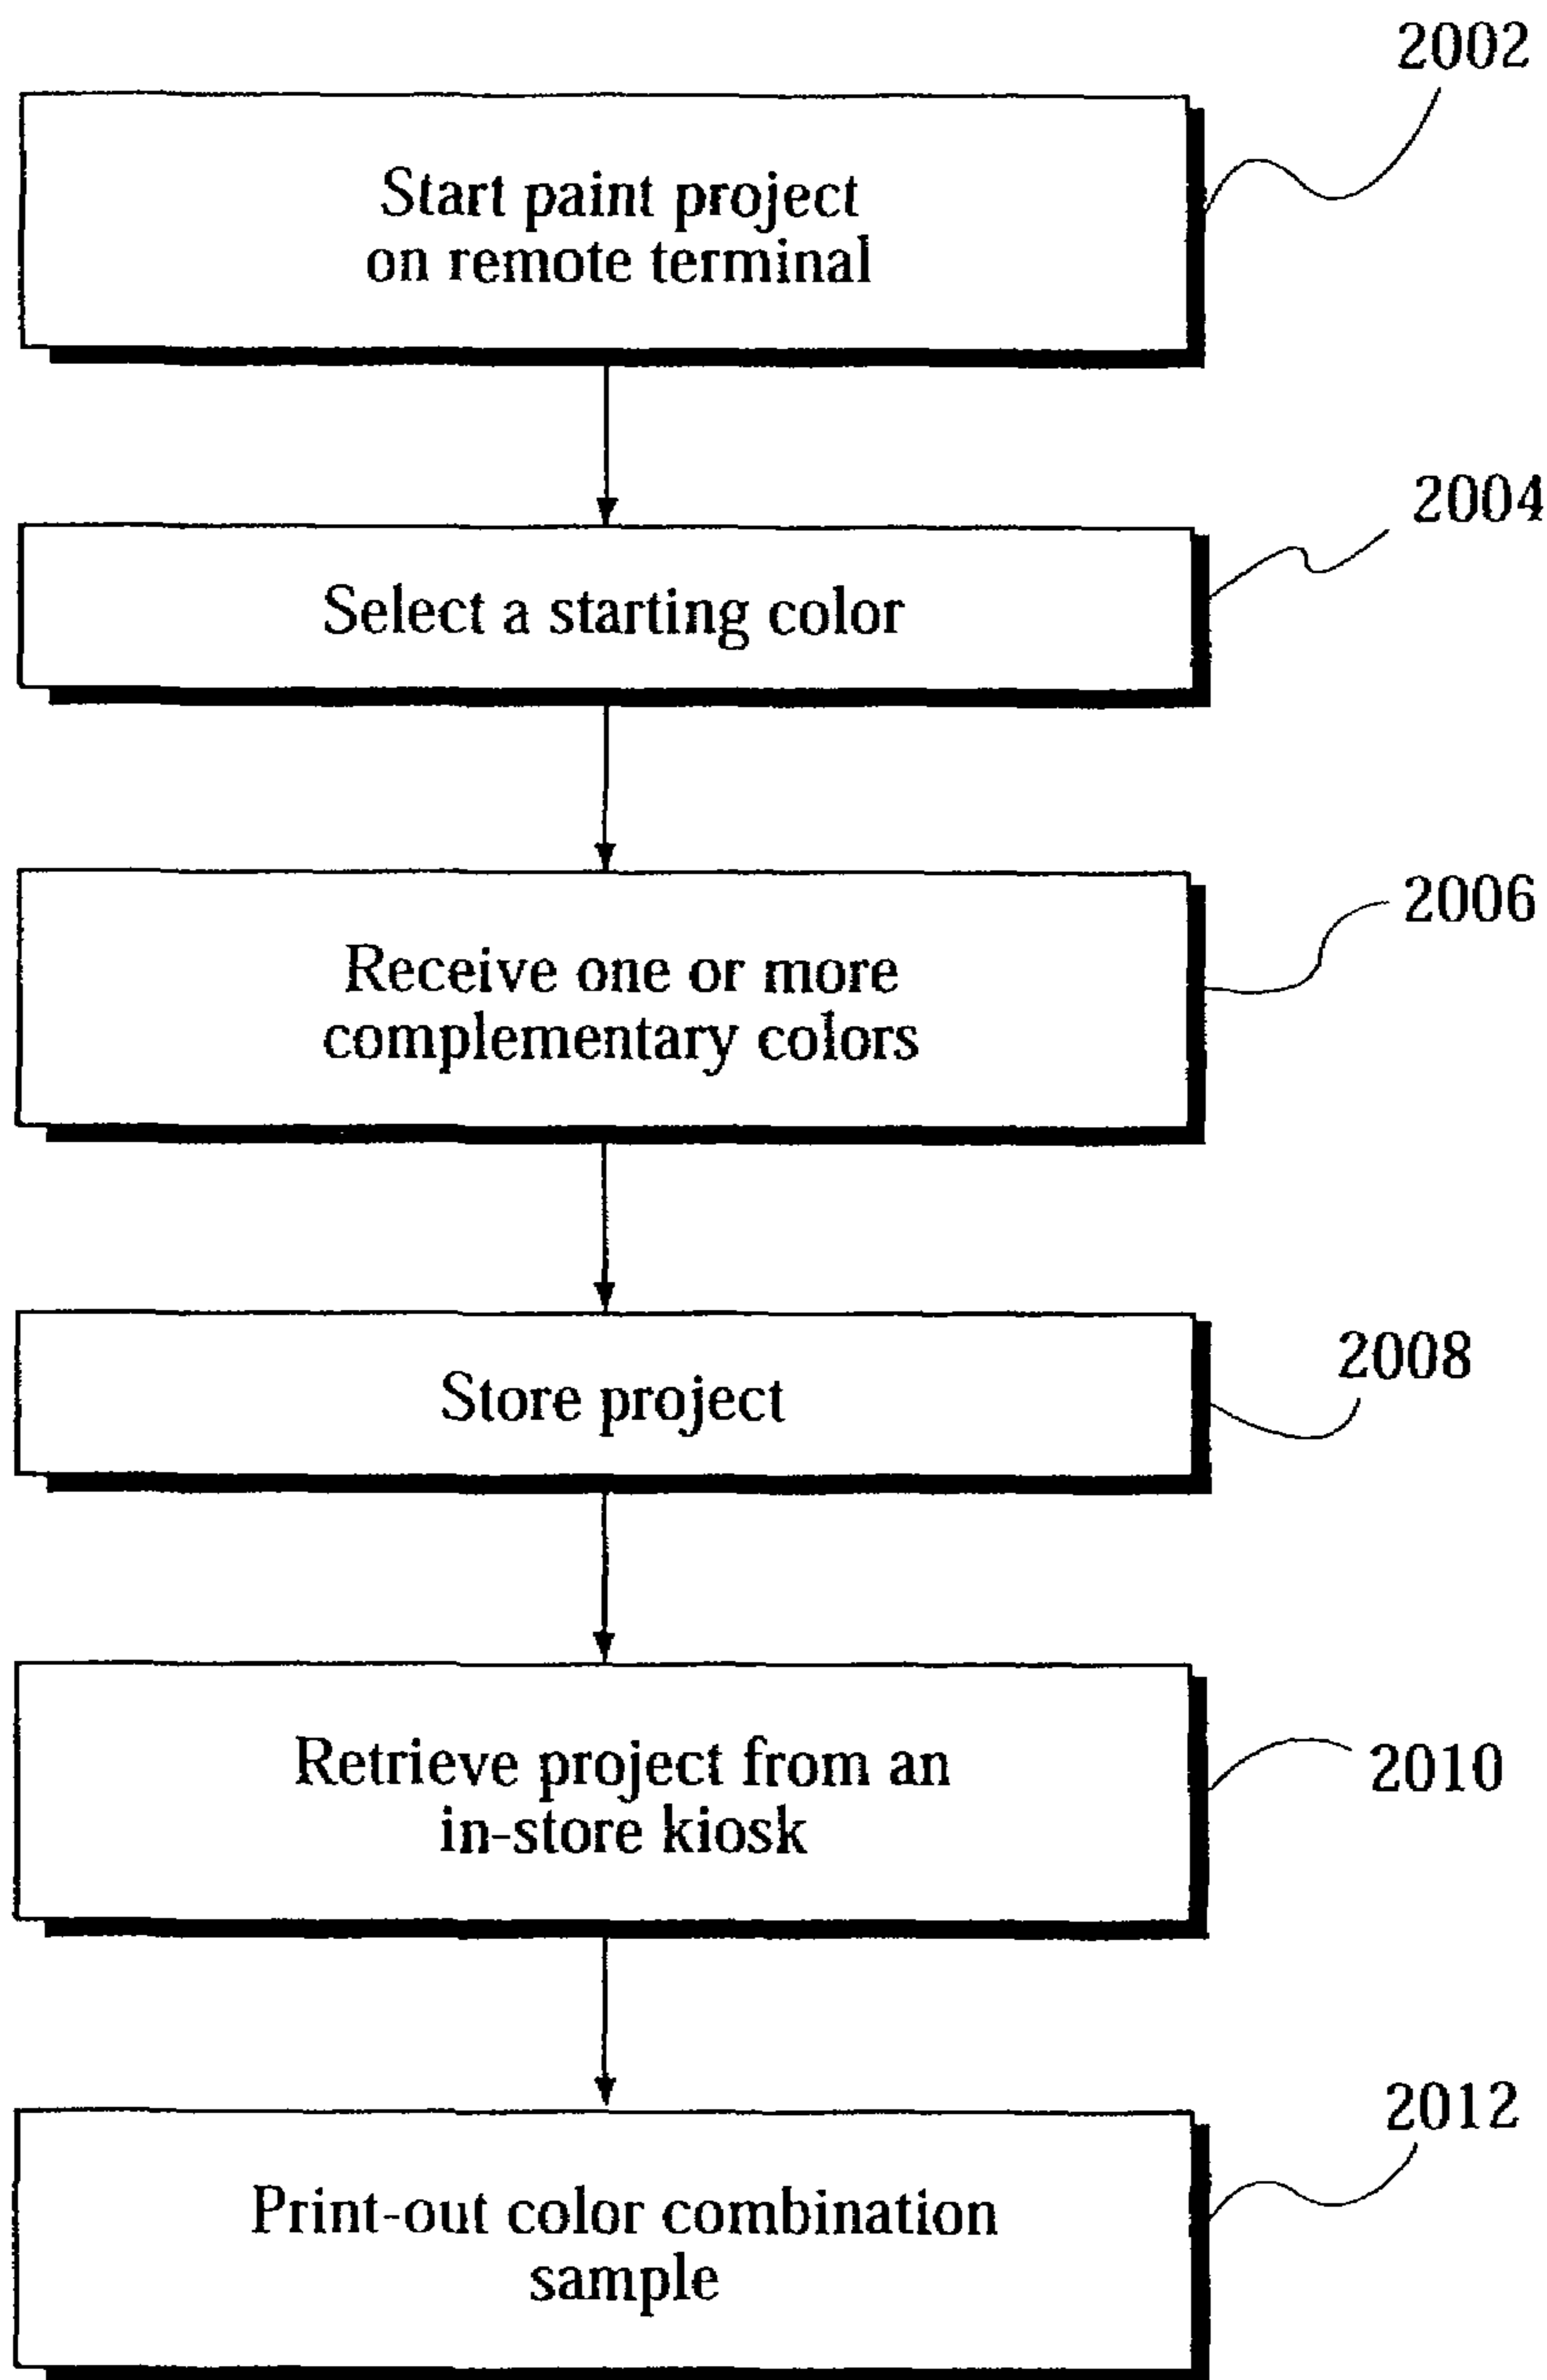 2002
Start paint project
on remote terminal
2004
Select a starting color
2006
Receive one or more
complementary colors
2008
Store project
2010
Retrieve project from an
in-store kiosk
2012
Print-out color combination
sample